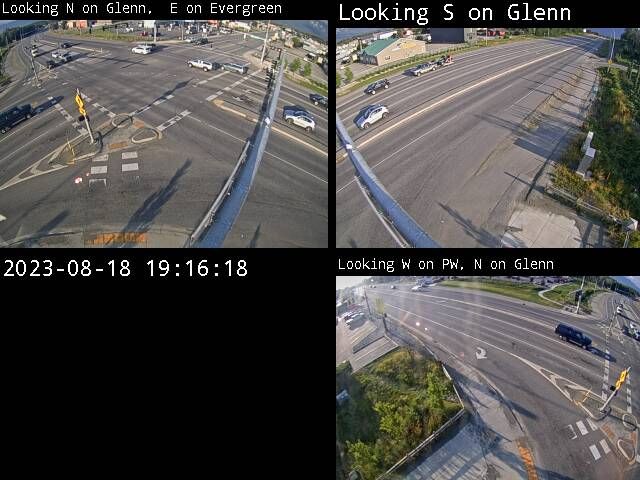 Looking N on Glenn,  E on Evergreen
Looking S on Glenn
2023-08-18 19:16:18
Looking W on PW, N on Glenn